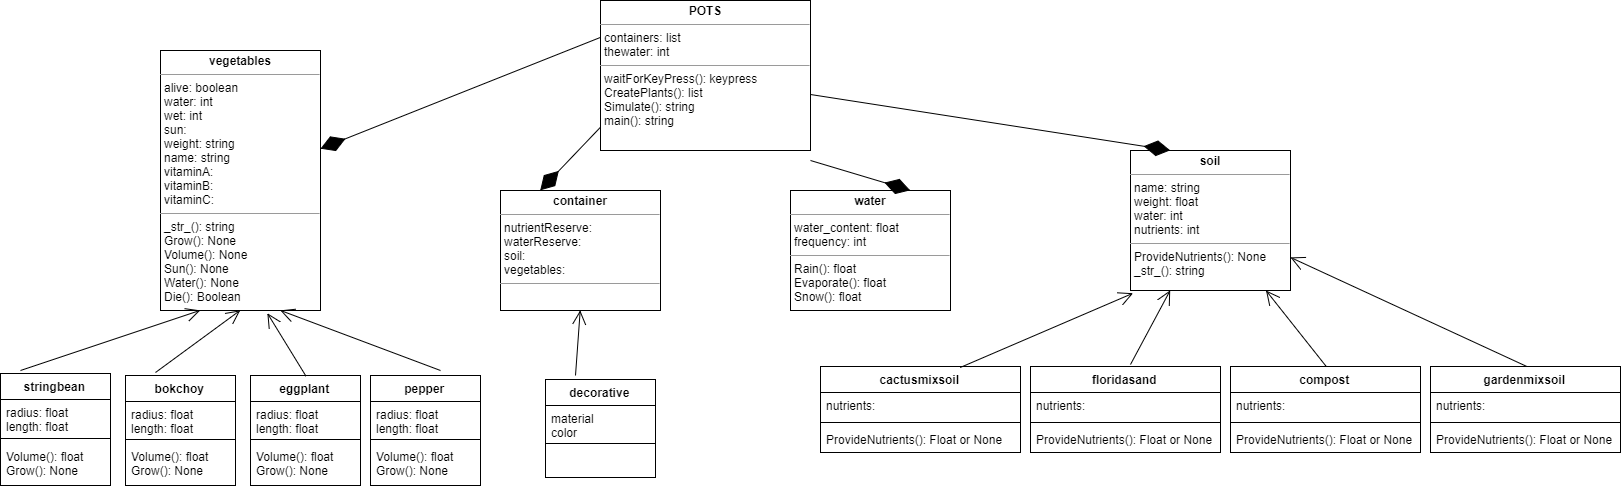 POTS
containers: list
thewater: int
waitForKeyPress(): keypress
CreatePlants(): list
Simulate(): string
main(): string
vegetables
alive: boolean
water: int
wet: int
sun:
weight: string
name: string
vitaminA:
vitaminB:
vitaminC:
_str_(): string
Grow(): None
Volume(): None
Sun(): None
Water(): None
Die(): Boolean
container
nutrientReserve:
waterReserve:
soil:
vegetables:
water
water_content: float
frequency: int
Rain(): float
Evaporate(): float
Snow(): float
soil
name: string
weight: float
water: int
nutrients: int
ProvideNutrients(): None
_str_(): string
stringbean
radius: float
length: float
Volume(): float
Grow(): None
bokchoy
radius: float
length: float
Volume(): float
Grow(): None
eggplant
radius: float
length: float
Volume(): float
Grow(): None
pepper
radius: float
length: float
Volume(): float
Grow(): None
decorative
material
color
cactusmixsoil
nutrients:
ProvideNutrients(): Float or None
floridasand
nutrients:
ProvideNutrients(): Float or None
compost
nutrients:
ProvideNutrients(): Float or None
gardenmixsoil
nutrients:
ProvideNutrients(): Float or None